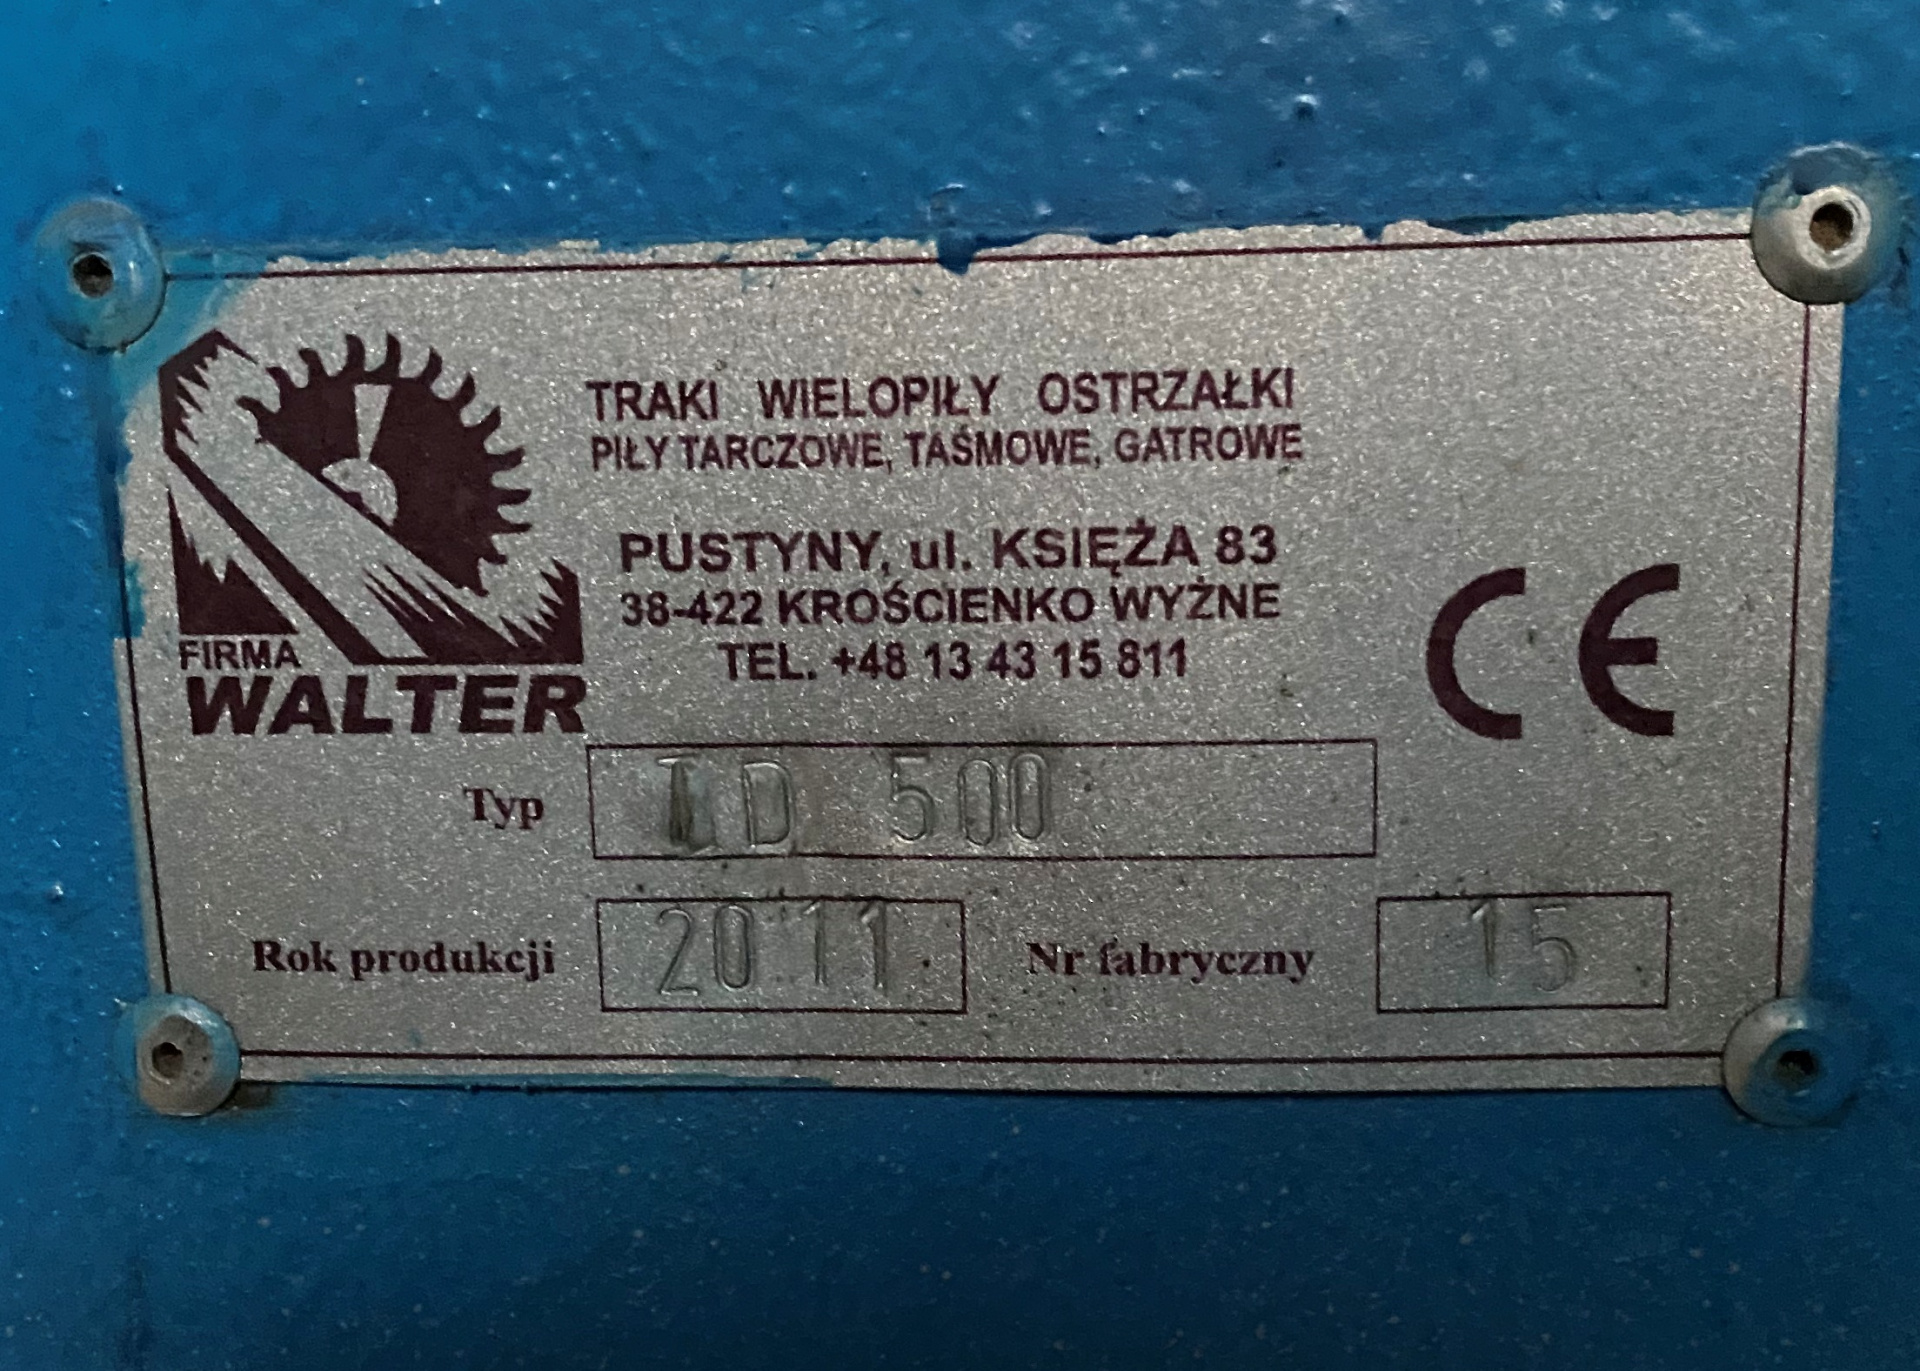 TRAKI WIELOPIŁY OSTRZAŁKI
PIŁY TARCZOWE, TAŚMOWE, GATROWE
PUSTYNY, ul. KSIĘŻA 83
38-422 KROŚCIENKO WYŻNE
TEL. +48 13 43 15 811
FIRMA
WALTER
CE
Typ 500
Rok produkcji 2011 Nr fabryczny 15